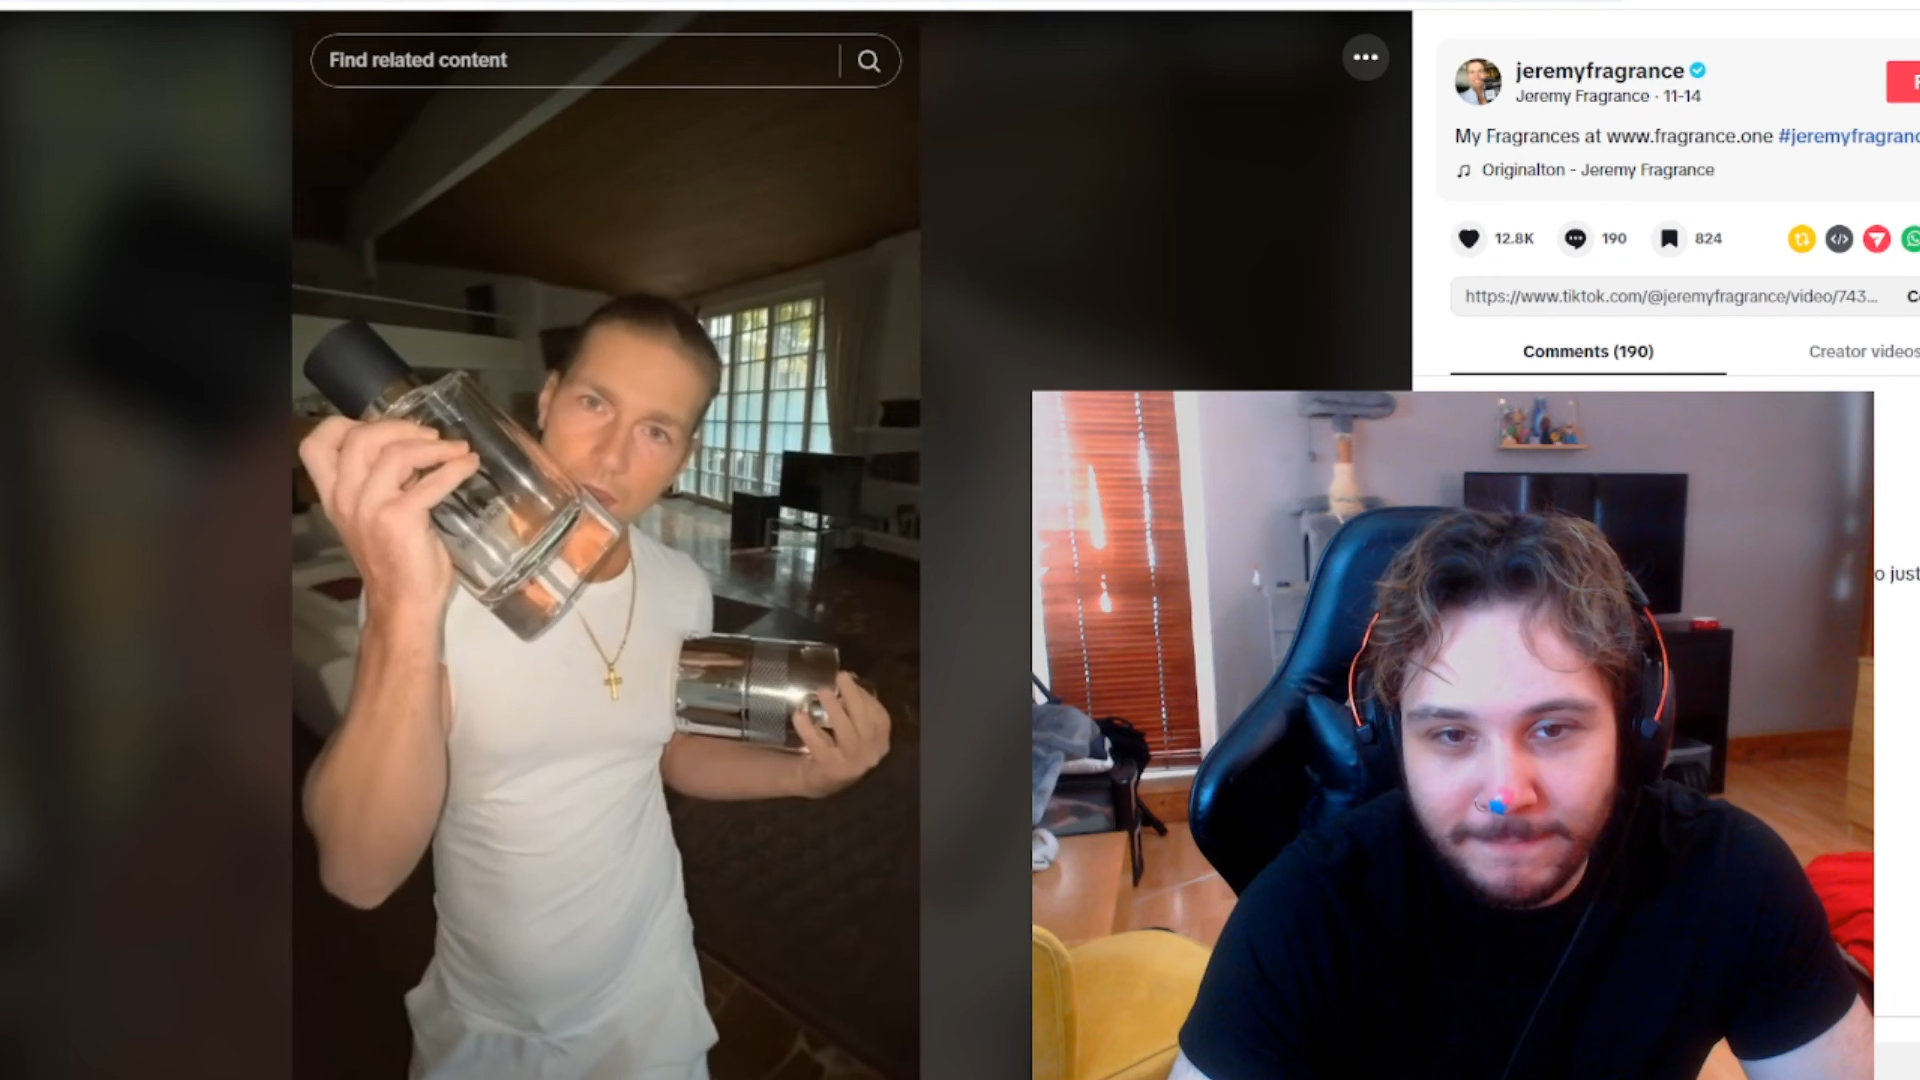 Find related content
jeremyfragrance
Jeremy Fragrance · 11-14
My Fragrances at www.fragrance.one #jeremyfragranc
Originalton - Jeremy Fragrance
12.8K
190
824
https://www.tiktok.com/@jeremyfragrance/video/743...
Comments (190)
Creator videos
o just